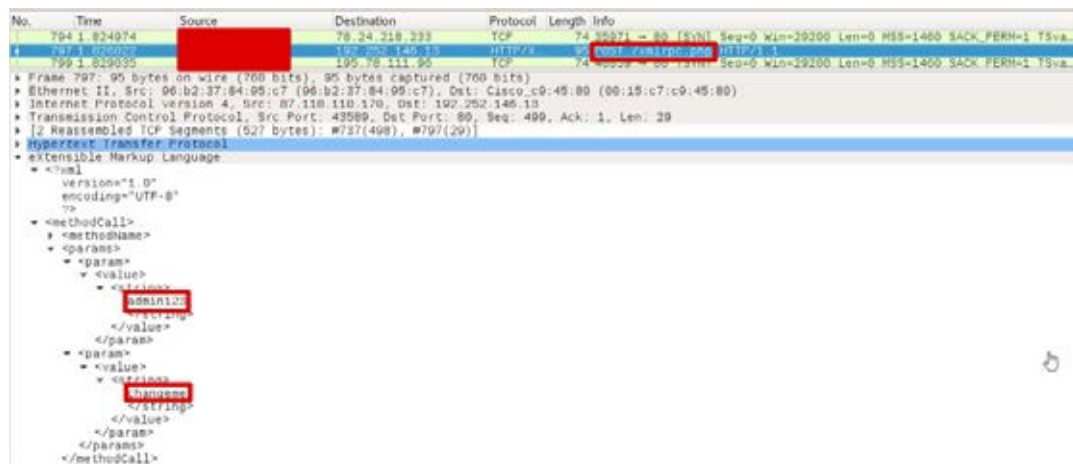 No. Time Source Destination Protocol Length Info
794 1.824974 78.24.218.233 TCP 74 35971 → 80 [SYN] Seq=0 Win=29200 Len=0 MSS=1460 SACK_PERM=1 TSva…
797 1.826022 192.252.146.13 HTTP/X… 95 POST /xmlrpc.php HTTP/1.1
799 1.829035 195.78.111.96 TCP 74 → 80 [SYN] Seq=0 Win=29200 Len=0 MSS=1460 SACK_PERM=1 TSva…
Frame 797: 95 bytes on wire (760 bits), 95 bytes captured (760 bits)
Ethernet II, Src: 96:b2:37:84:95:c7 (96:b2:37:84:95:c7), Dst: Cisco_c9:45:80 (00:15:c7:c9:45:80)
Internet Protocol Version 4, Src: 87.118.110.170, Dst: 192.252.146.13
Transmission Control Protocol, Src Port: 43589, Dst Port: 80, Seq: 499, Ack: 1, Len: 29
[2 Reassembled TCP Segments (527 bytes): #737(498), #797(29)]
Hypertext Transfer Protocol
eXtensible Markup Language
<?xml
version="1.0"
encoding="UTF-8"
?>
<methodCall>
<methodName>
<params>
<param>
<value>
<string>
admin123
</string>
</value>
</param>
<param>
<value>
<string>
changeme
</string>
</value>
</param>
</params>
</methodCall>